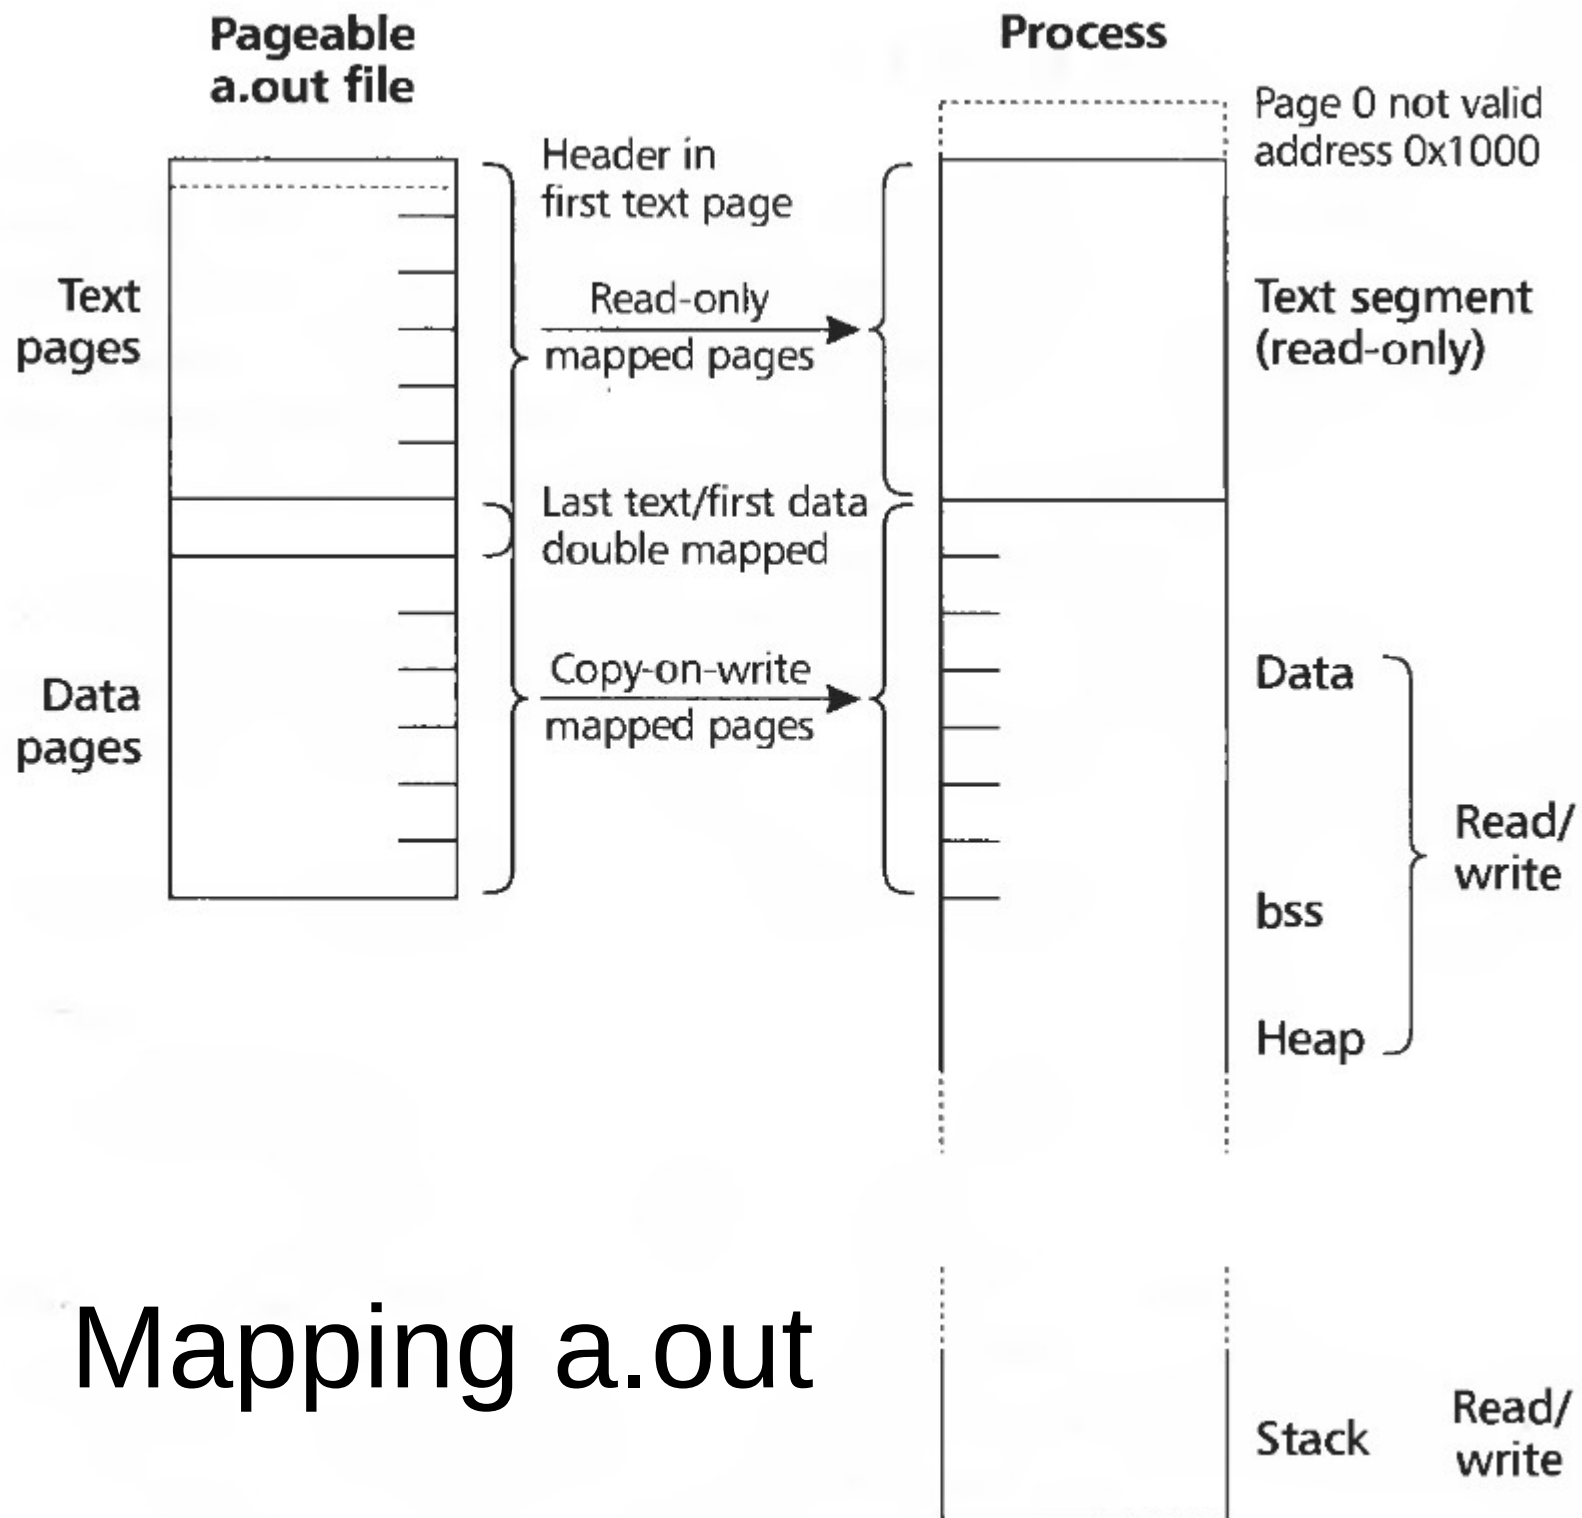 Pageable
a.out file
Process
Page 0 not valid
address 0x1000
Header in
first text page
Text
pages
Read-only
mapped pages
Text segment
(read-only)
Last text/first data
double mapped
Data
pages
Copy-on-write
mapped pages
Data
Read/
write
bss
Heap
Mapping a.out
Stack
Read/
write